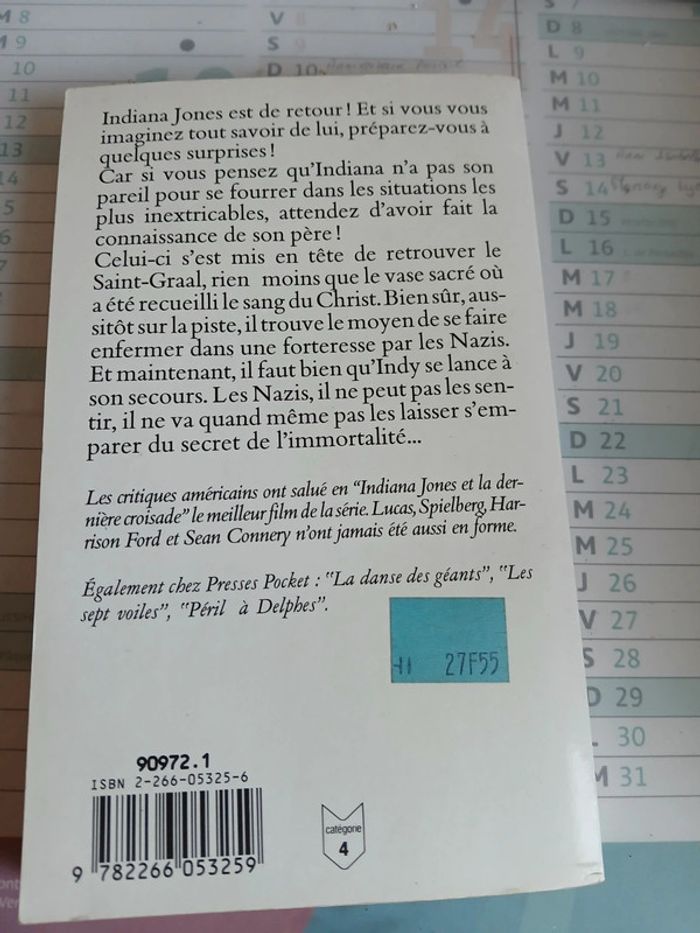 Indiana Jones est de retour ! Et si vous vous
imaginez tout savoir de lui, préparez-vous à
quelques surprises !
Car si vous pensez qu'Indiana n'a pas son
pareil pour se fourrer dans les situations les
plus inextricables, attendez d'avoir fait la
connaissance de son père !
Celui-ci s'est mis en tête de retrouver le
Saint-Graal, rien moins que le vase sacré où
a été recueilli le sang du Christ. Bien sûr, aus-
sitôt sur la piste, il trouve le moyen de se faire
enfermer dans une forteresse par les Nazis.
Et maintenant, il faut bien qu'Indy se lance à
son secours. Les Nazis, il ne peut pas les sen-
tir, il ne va quand même pas les laisser s'em-
parer du secret de l'immortalité...
Les critiques américains ont salué en "Indiana Jones et la der-
nière croisade" le meilleur film de la série. Lucas, Spielberg, Har-
rison Ford et Sean Connery n'ont jamais été aussi en forme.
Également chez Presses Pocket : "La danse des géants", "Les
sept voiles", "Péril à Delphes".
27F55
90972.1
ISBN 2-266-05325-6
9 782266 053259
catégorie
4
M 8
M 9
10
11
12
13
14
5
6
V 8
S 9
D 10
14
S 7
D 8
L 9
M 10
M 11
J 12
V 13
S 14
D 15
L 16
M 17
M 18
J 19
V 20
S 21
D 22
L 23
M 24
M 25
J 26
V 27
S 28
D 29
L 30
M 31